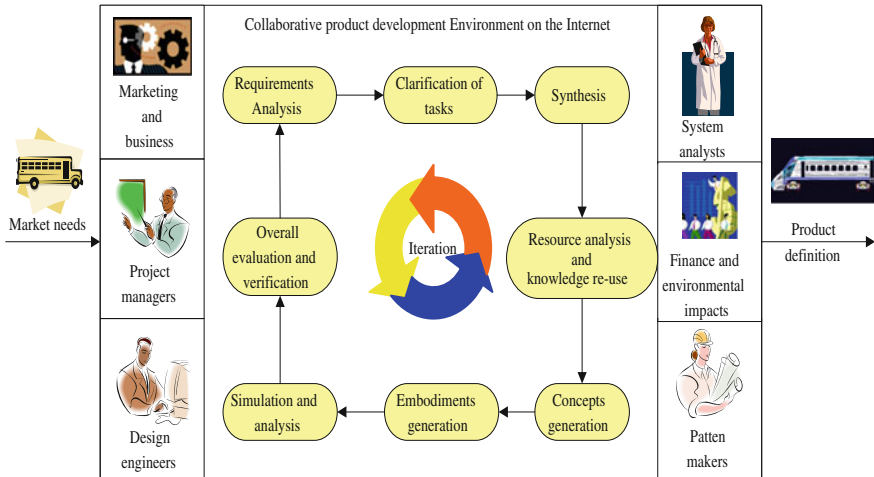 Collaborative product development Environment on the Internet
Marketing
and
business
Project
managers
Design
engineers
Market needs
Requirements
Analysis
Clarification of
tasks
Synthesis
Resource analysis
and
knowledge re-use
Concepts
generation
Embodiments
generation
Simulation and
analysis
Overall
evaluation and
verification
Iteration
System
analysts
Finance and
environmental
impacts
Patten
makers
Product
definition